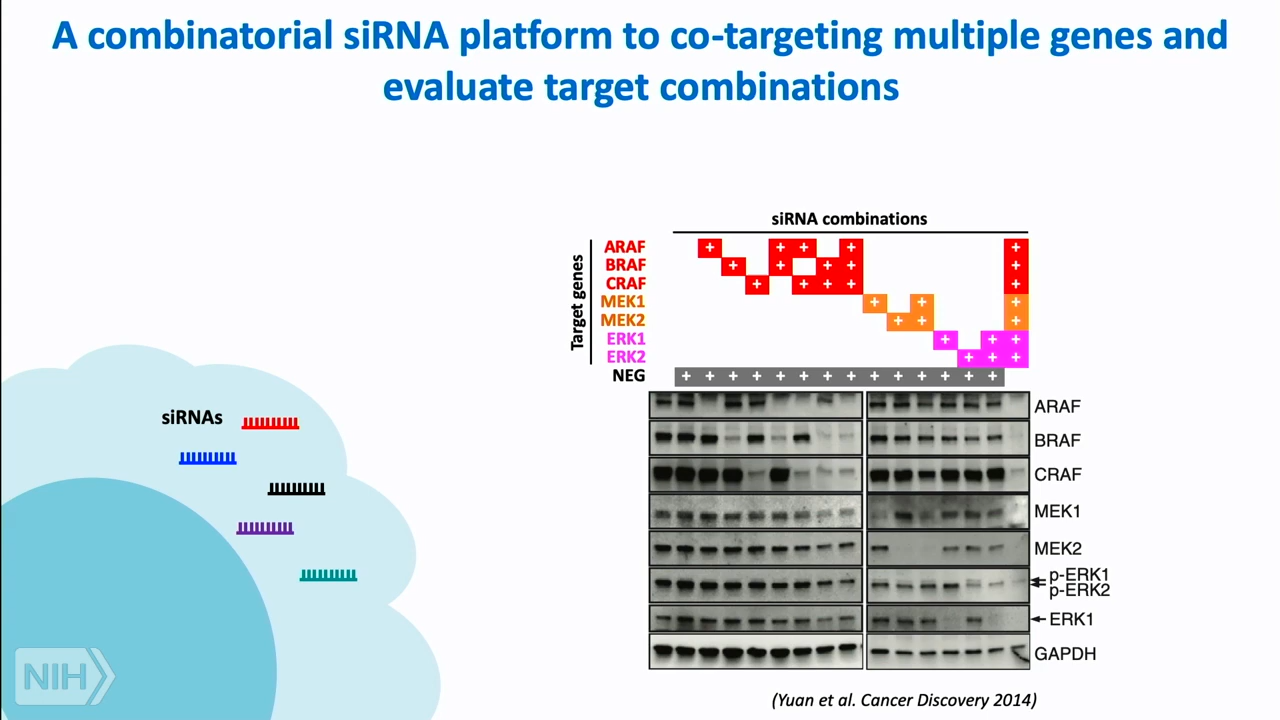 A combinatorial siRNA platform to co-targeting multiple genes and
evaluate target combinations
siRNA combinations
Target genes
ARAF + + + + +
BRAF + + + + +
CRAF + + + + +
MEK1 + + +
MEK2 + + +
ERK1 + + +
ERK2 + + +
NEG + + + + + + + + + + + + + +
ARAF
BRAF
CRAF
MEK1
MEK2
p-ERK1
p-ERK2
ERK1
GAPDH
siRNAs
NIH
(Yuan et al. Cancer Discovery 2014)